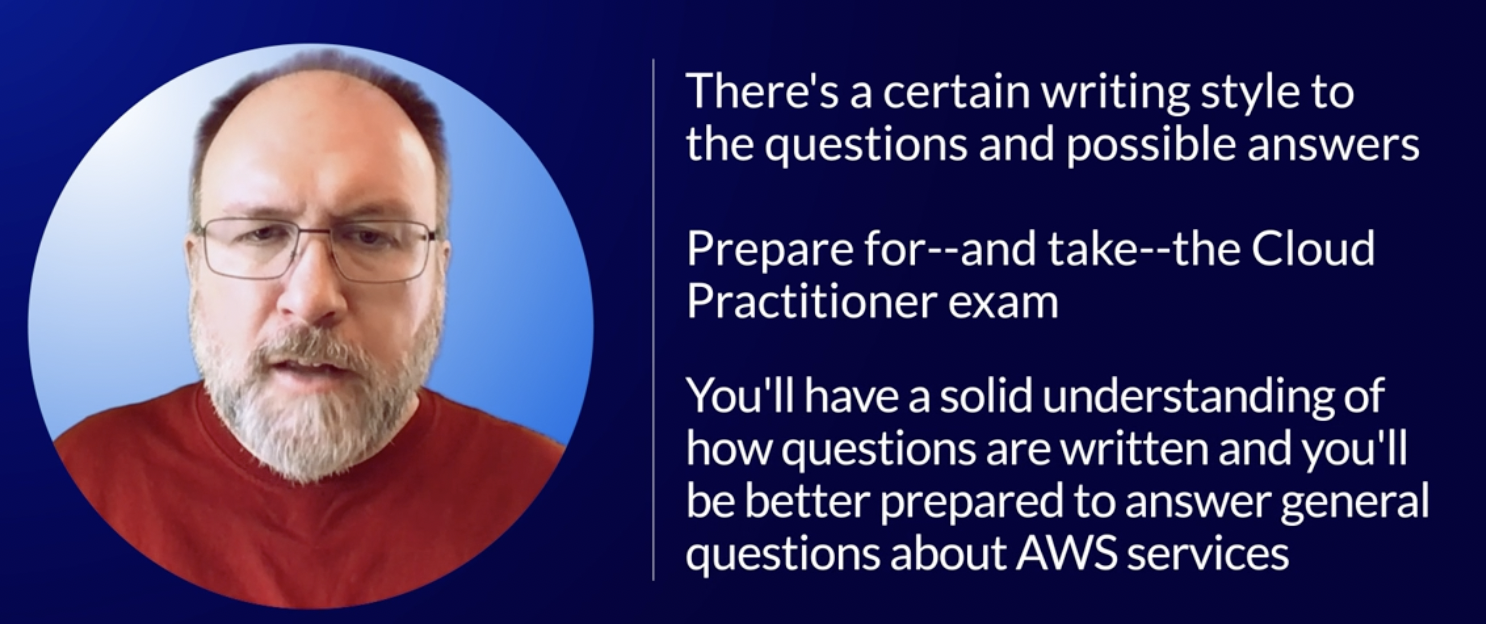 There's a certain writing style to
the questions and possible answers
Prepare for--and take--the Cloud
Practitioner exam
You'll have a solid understanding of
how questions are written and you'll
be better prepared to answer general
questions about AWS services